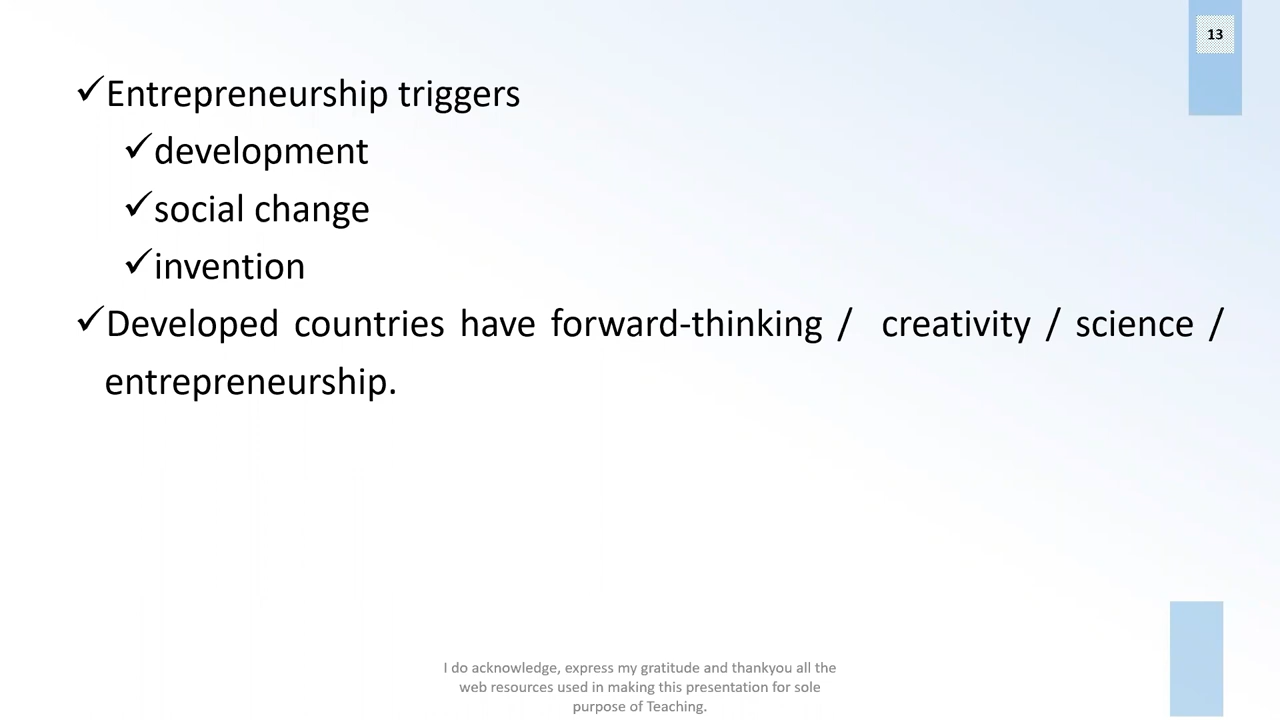 13
✓Entrepreneurship triggers
✓development
✓social change
✓invention
✓Developed countries have forward-thinking / creativity / science /
entrepreneurship.
I do acknowledge, express my gratitude and thankyou all the
web resources used in making this presentation for sole
purpose of Teaching.